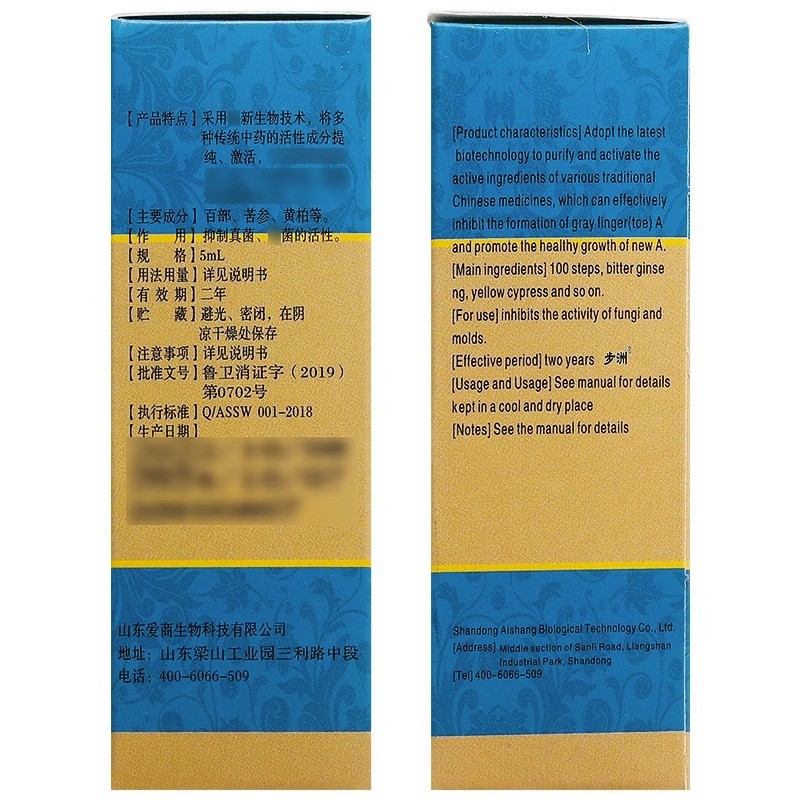 【产品特点】采用 新生物技术，将多
种传统中药的活性成分提
纯、激活，
【主要成分】百部、苦参、黄柏等。
【作 用】抑制真菌、 菌的活性。
【规 格】5mL
【用法用量】详见说明书
【有 效 期】二年
【贮 藏】避光、密闭，在阴
凉干燥处保存
【注意事项】详见说明书
【批准文号】鲁卫消证字（2019）
第0702号
【执行标准】Q/ASSW 001-2018
【生产日期】
山东爱商生物科技有限公司
地址：山东梁山工业园三利路中段
电话：400-6066-509
[Product characteristics] Adopt the latest
biotechnology to purify and activate the
active ingredients of various traditional
Chinese medicines, which can effectively
inhibit the formation of gray finger(toe) A
and promote the healthy growth of new A.
[Main ingredients] 100 steps, bitter ginse
ng, yellow cypress and so on.
[For use] inhibits the activity of fungi and
molds.
[Effective period] two years 步洲
[Usage and Usage] See manual for details
kept in a cool and dry place
[Notes] See the manual for details
Shandong Aishang Biological Technology Co., Ltd.
[Address] Middle section of Sanli Road, Liangshan
Industrial Park, Shandong
[Tel] 400-6066-509